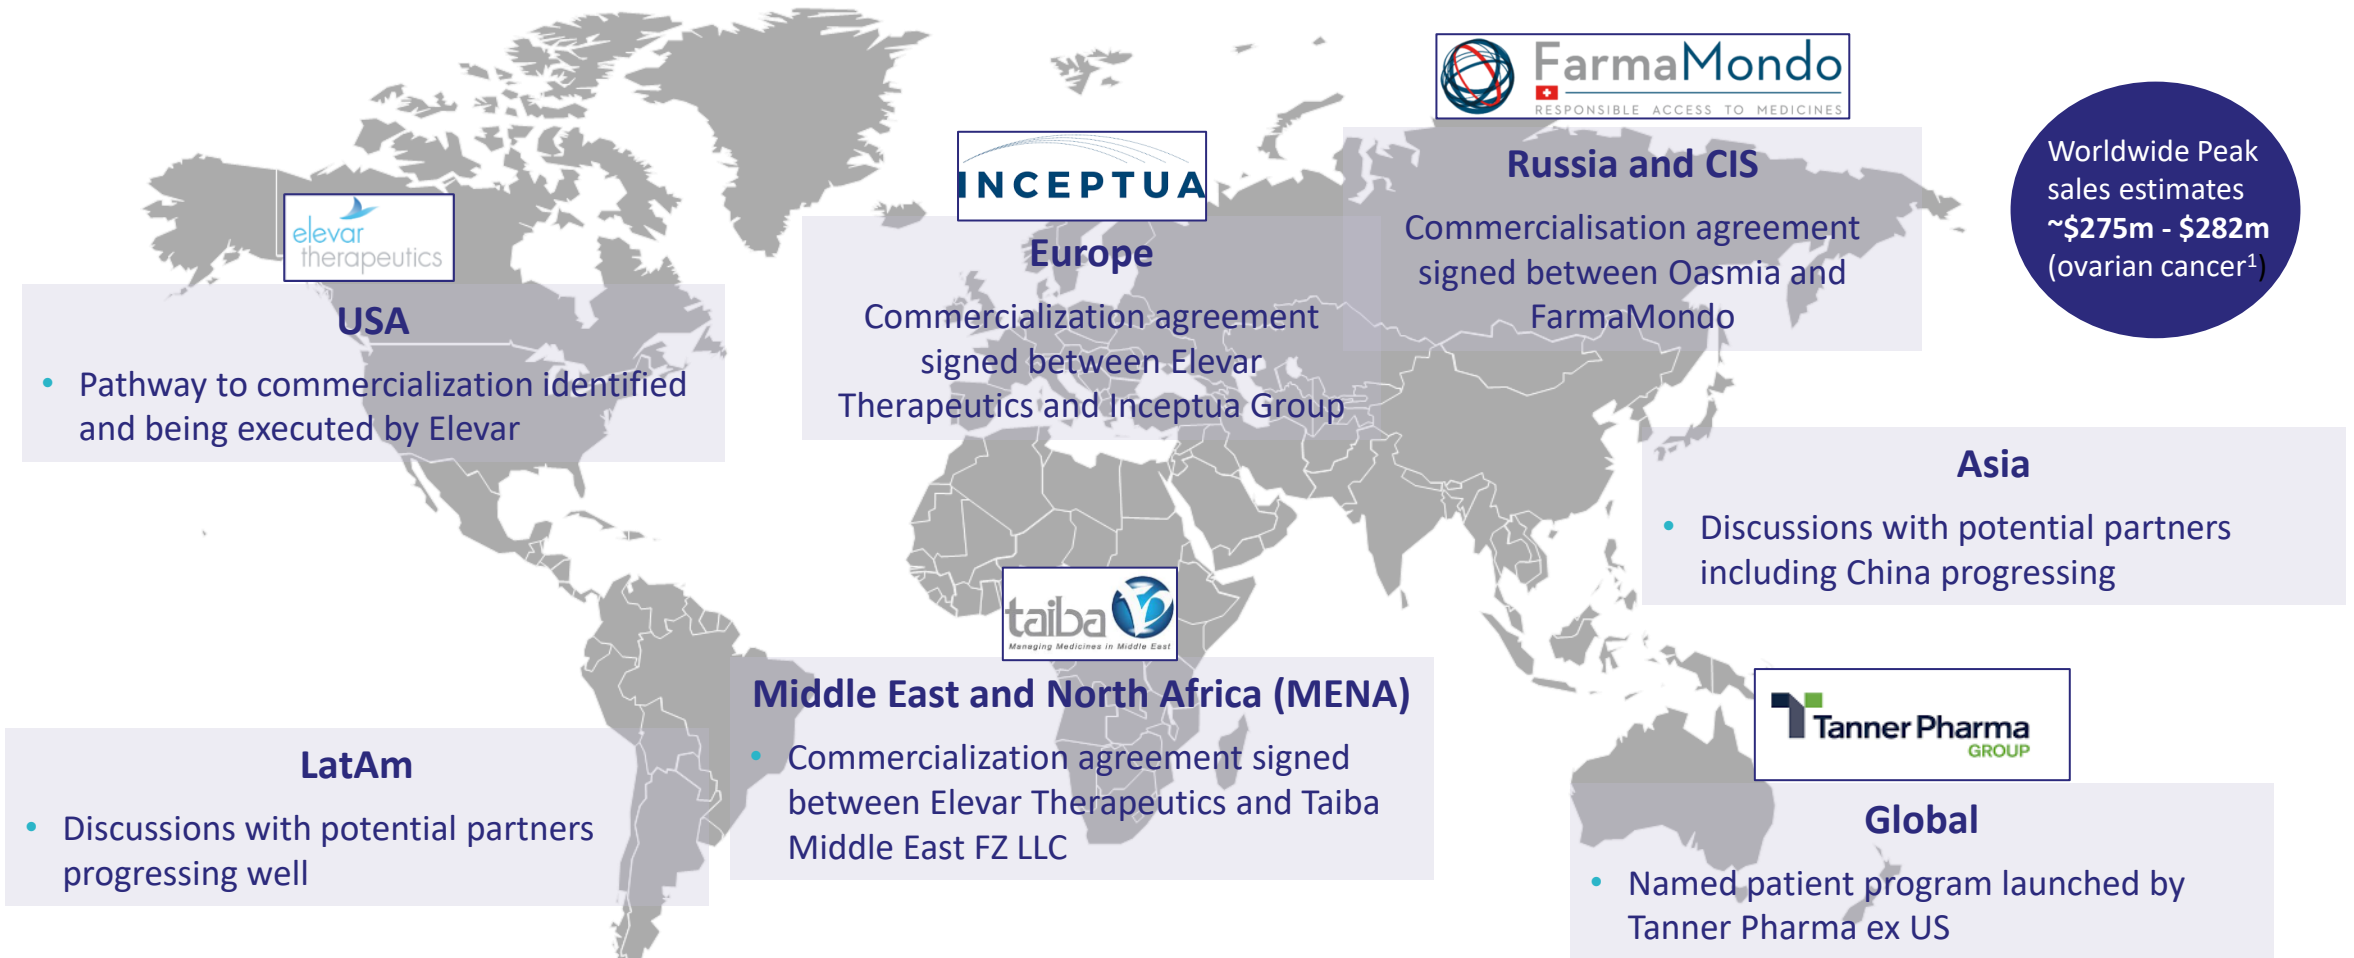 elevar
therapeutics
USA
• Pathway to commercialization identified
and being executed by Elevar
INCEPTUA
Europe
Commercialization agreement
signed between Elevar
Therapeutics and Inceptua Group
FarmaMondo
RESPONSIBLE ACCESS TO MEDICINES
Russia and CIS
Commercialisation agreement
signed between Oasmia and
FarmaMondo
Worldwide Peak
sales estimates
~$275m - $282m
(ovarian cancer¹)
Asia
• Discussions with potential partners
including China progressing
taiba
Managing Medicines in Middle East
Middle East and North Africa (MENA)
• Commercialization agreement signed
between Elevar Therapeutics and Taiba
Middle East FZ LLC
LatAm
• Discussions with potential partners
progressing well
Tanner Pharma
GROUP
Global
• Named patient program launched by
Tanner Pharma ex US